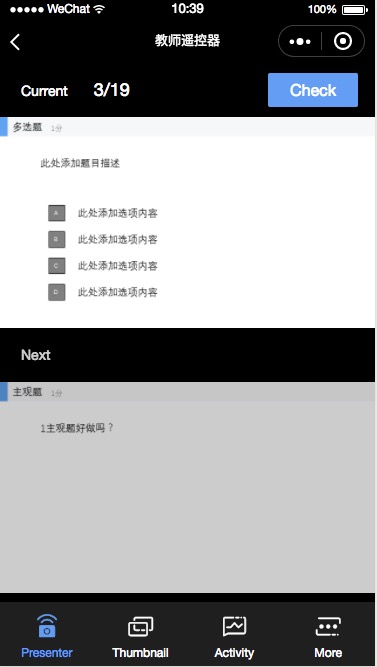 WeChat 10:39 100%
教师遥控器
Current 3/19 Check
多选题 1分
此处添加题目描述
A 此处添加选项内容
B 此处添加选项内容
C 此处添加选项内容
D 此处添加选项内容
Next
主观题 1分
1主观题好做吗？
Presenter Thumbnail Activity More